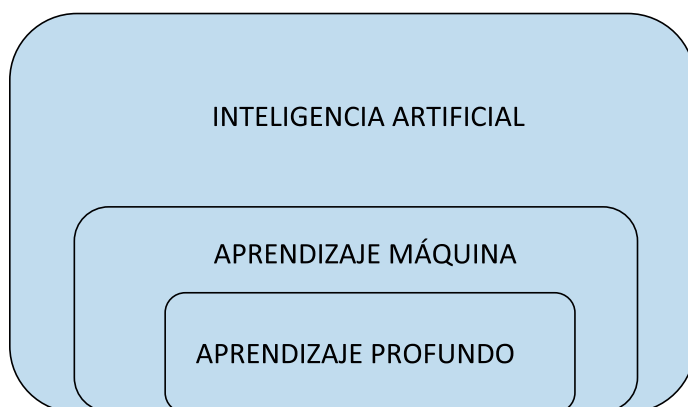 INTELIGENCIA ARTIFICIAL
APRENDIZAJE MÁQUINA
APRENDIZAJE PROFUNDO